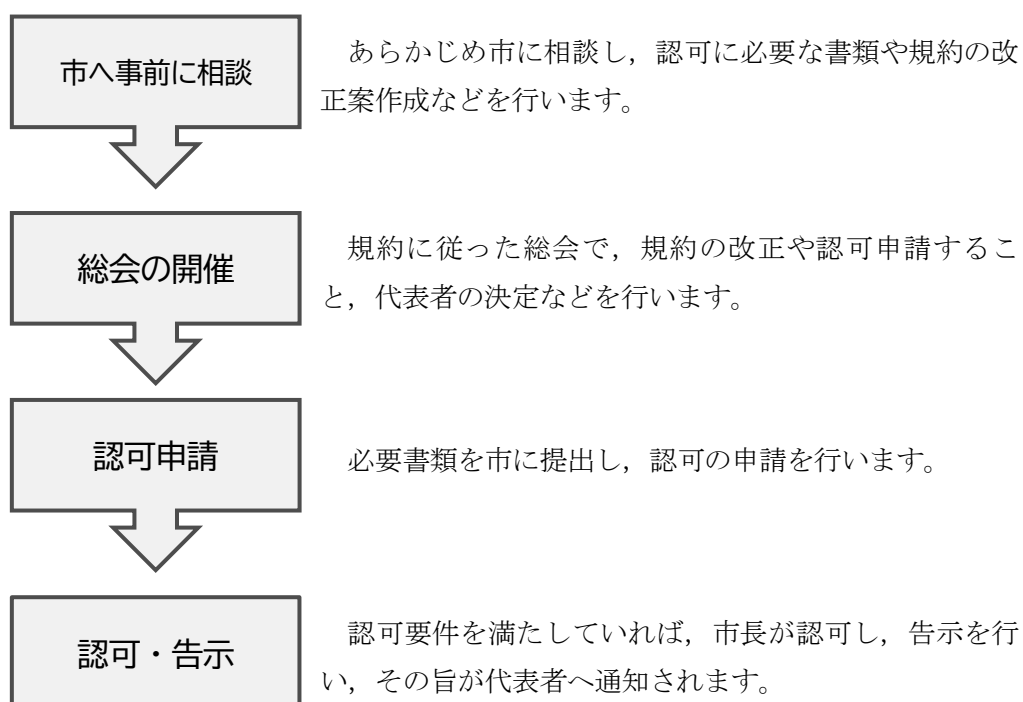 市へ事前に相談
あらかじめ市に相談し，認可に必要な書類や規約の改
正案作成などを行います。
総会の開催
規約に従った総会で，規約の改正や認可申請するこ
と，代表者の決定などを行います。
認可申請
必要書類を市に提出し，認可の申請を行います。
認可・告示
認可要件を満たしていれば，市長が認可し，告示を行
い，その旨が代表者へ通知されます。